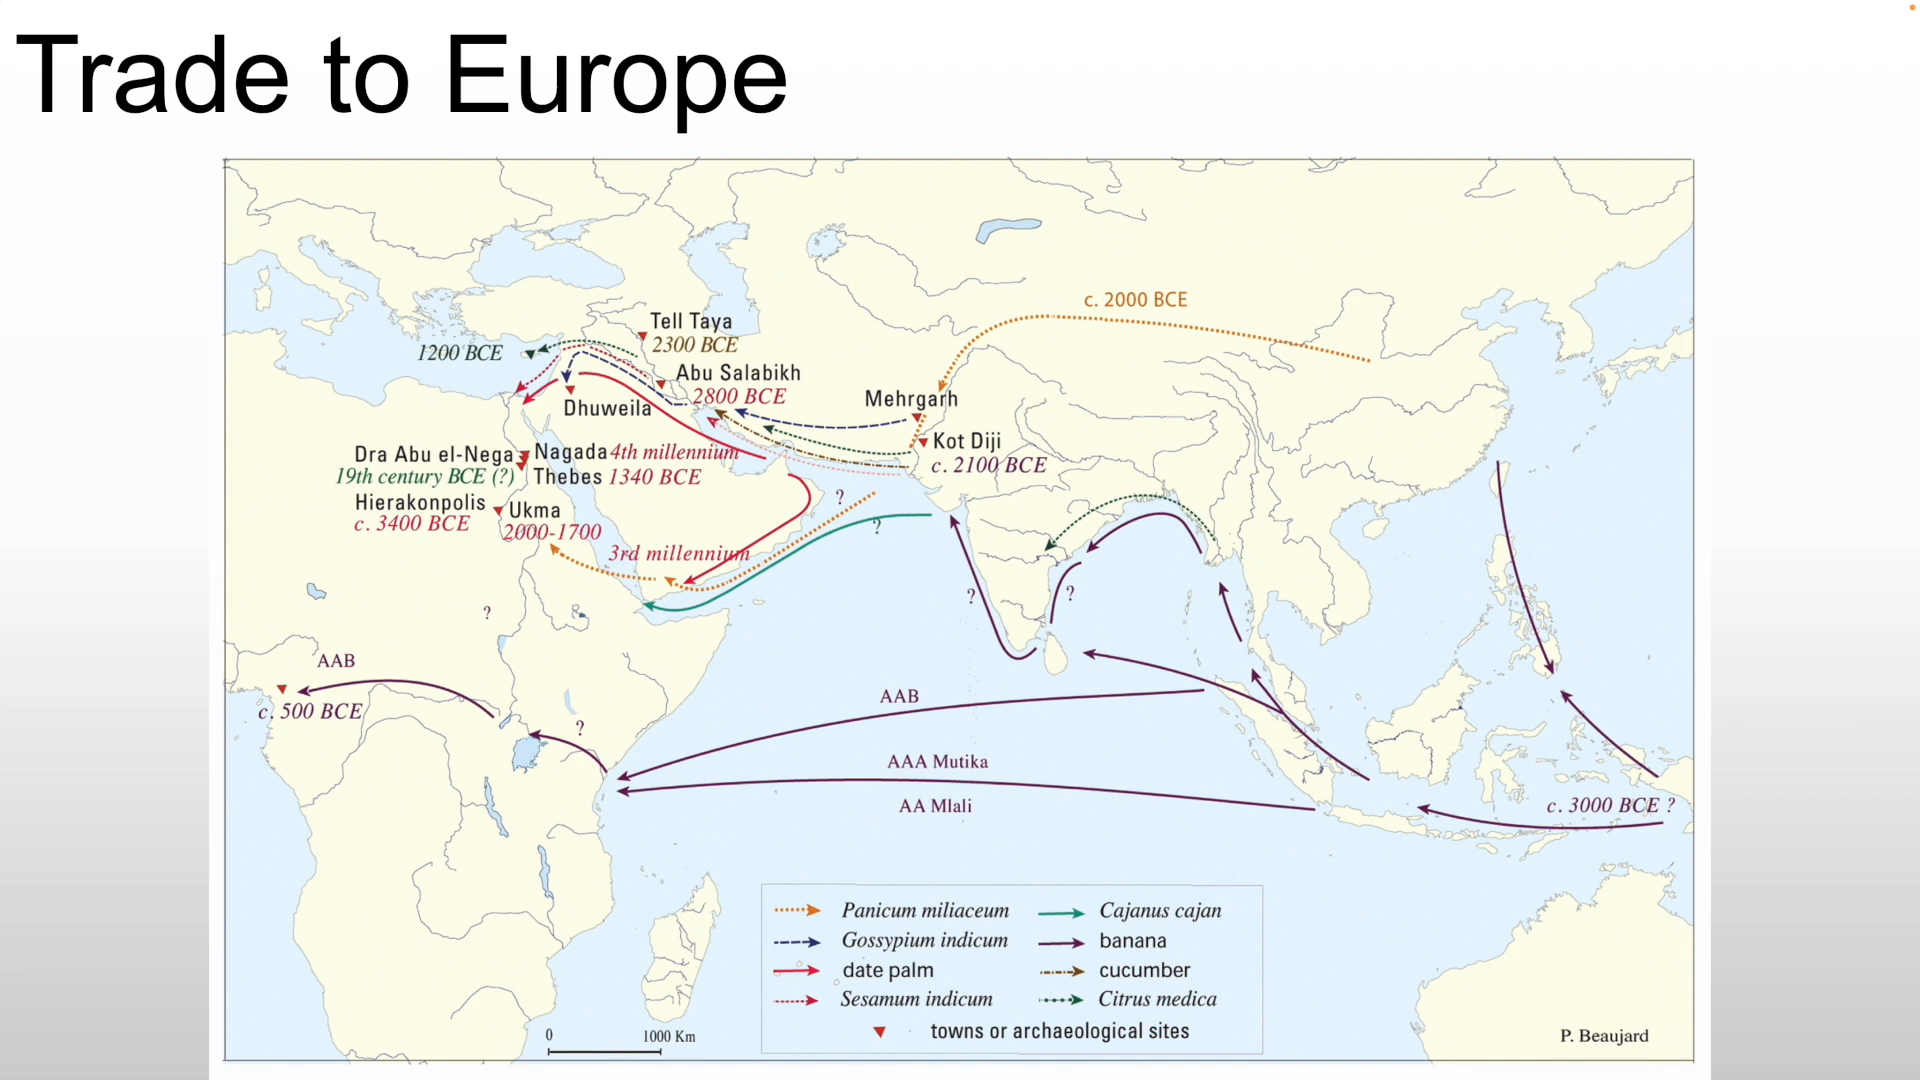 Trade to Europe
c. 2000 BCE
Tell Taya
2300 BCE
1200 BCE
Abu Salabikh
2800 BCE
Dhuweila
Mehrgarh
Kot Diji
c. 2100 BCE
Dra Abu el-Nega
19th century BCE (?)
Nagada 4th millennium
Thebes 1340 BCE
Hierakonpolis
c. 3400 BCE
Ukma
2000-1700
3rd millennium
?
?
?
?
?
AAB
c. 500 BCE
?
AAB
AAA Mutika
AA Mlali
c. 3000 BCE ?
Panicum miliaceum
Gossypium indicum
date palm
Sesamum indicum
Cajanus cajan
banana
cucumber
Citrus medica
towns or archaeological sites
0 1000 Km
P. Beaujard